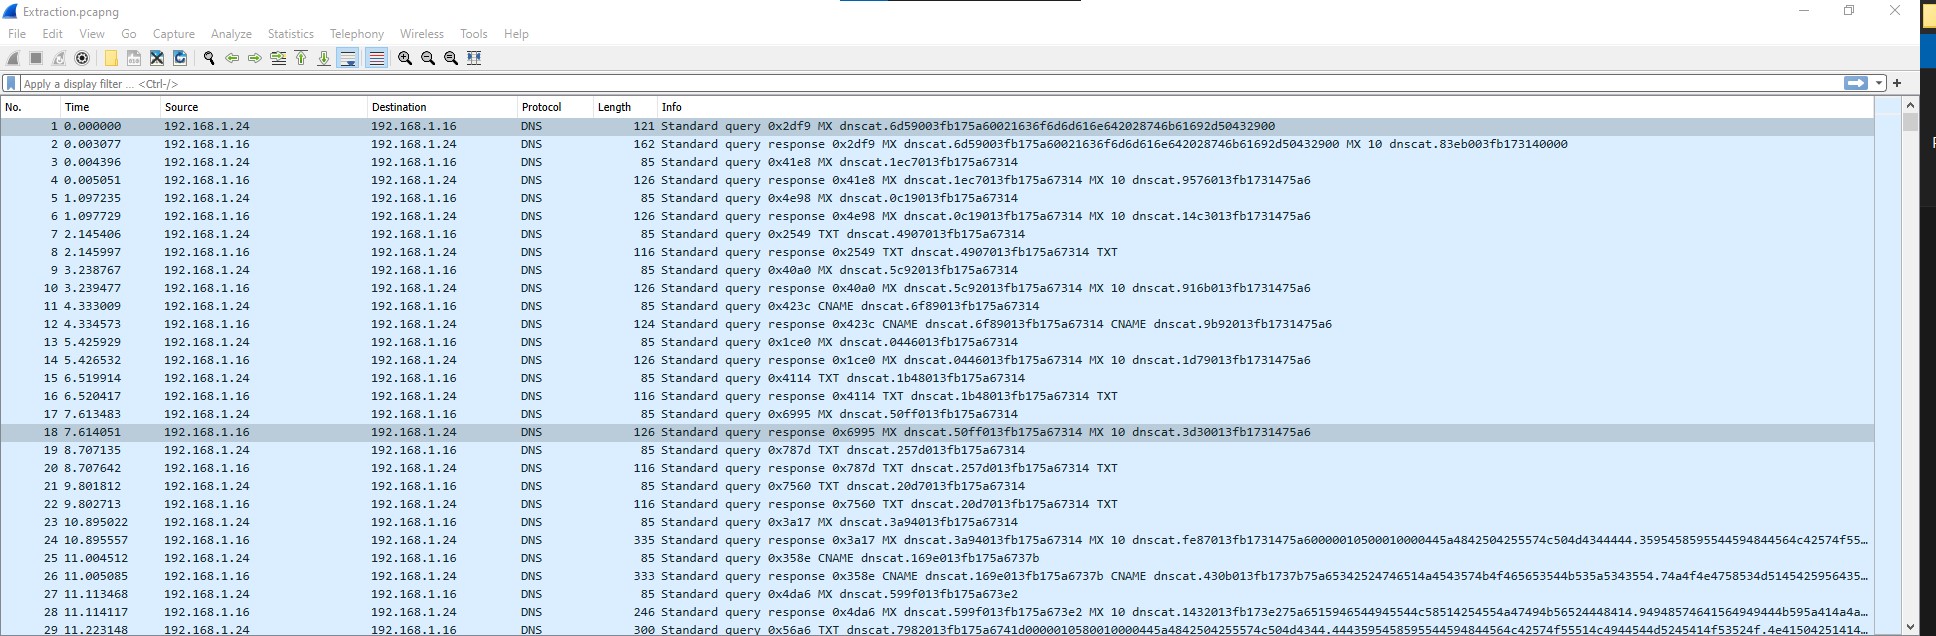 Extraction.pcapng
File Edit View Go Capture Analyze Statistics Telephony Wireless Tools Help
Apply a display filter ... <Ctrl-/>
No. Time Source Destination Protocol Length Info
1 0.000000 192.168.1.24 192.168.1.16 DNS 121 Standard query 0x2df9 MX dnscat.6d59003fb175a60021636f6d6d616e642028746b61692d50432900
2 0.003077 192.168.1.16 192.168.1.24 DNS 162 Standard query response 0x2df9 MX dnscat.6d59003fb175a60021636f6d6d616e642028746b61692d50432900 MX 10 dnscat.83eb003fb173140000
3 0.004396 192.168.1.24 192.168.1.16 DNS 85 Standard query 0x41e8 MX dnscat.1ec7013fb175a67314
4 0.005051 192.168.1.16 192.168.1.24 DNS 126 Standard query response 0x41e8 MX dnscat.1ec7013fb175a67314 MX 10 dnscat.9576013fb1731475a6
5 1.097235 192.168.1.24 192.168.1.16 DNS 85 Standard query 0x4e98 MX dnscat.0c19013fb175a67314
6 1.097729 192.168.1.16 192.168.1.24 DNS 126 Standard query response 0x4e98 MX dnscat.0c19013fb175a67314 MX 10 dnscat.14c3013fb1731475a6
7 2.145406 192.168.1.24 192.168.1.16 DNS 85 Standard query 0x2549 TXT dnscat.4907013fb175a67314
8 2.145997 192.168.1.16 192.168.1.24 DNS 116 Standard query response 0x2549 TXT dnscat.4907013fb175a67314 TXT
9 3.238767 192.168.1.24 192.168.1.16 DNS 85 Standard query 0x40a0 MX dnscat.5c92013fb175a67314
10 3.239477 192.168.1.16 192.168.1.24 DNS 126 Standard query response 0x40a0 MX dnscat.5c92013fb175a67314 MX 10 dnscat.916b013fb1731475a6
11 4.333009 192.168.1.24 192.168.1.16 DNS 85 Standard query 0x423c CNAME dnscat.6f89013fb175a67314
12 4.334573 192.168.1.16 192.168.1.24 DNS 124 Standard query response 0x423c CNAME dnscat.6f89013fb175a67314 CNAME dnscat.9b92013fb1731475a6
13 5.425929 192.168.1.24 192.168.1.16 DNS 85 Standard query 0x1ce0 MX dnscat.0446013fb175a67314
14 5.426532 192.168.1.16 192.168.1.24 DNS 126 Standard query response 0x1ce0 MX dnscat.0446013fb175a67314 MX 10 dnscat.1d79013fb1731475a6
15 6.519914 192.168.1.24 192.168.1.16 DNS 85 Standard query 0x4114 TXT dnscat.1b48013fb175a67314
16 6.520417 192.168.1.16 192.168.1.24 DNS 116 Standard query response 0x4114 TXT dnscat.1b48013fb175a67314 TXT
17 7.613483 192.168.1.24 192.168.1.16 DNS 85 Standard query 0x6995 MX dnscat.50ff013fb175a67314
18 7.614051 192.168.1.16 192.168.1.24 DNS 126 Standard query response 0x6995 MX dnscat.50ff013fb175a67314 MX 10 dnscat.3d30013fb1731475a6
19 8.707135 192.168.1.24 192.168.1.16 DNS 85 Standard query 0x787d TXT dnscat.257d013fb175a67314
20 8.707642 192.168.1.16 192.168.1.24 DNS 116 Standard query response 0x787d TXT dnscat.257d013fb175a67314 TXT
21 9.801812 192.168.1.24 192.168.1.16 DNS 85 Standard query 0x7560 TXT dnscat.20d7013fb175a67314
22 9.802713 192.168.1.16 192.168.1.24 DNS 116 Standard query response 0x7560 TXT dnscat.20d7013fb175a67314 TXT
23 10.895022 192.168.1.24 192.168.1.16 DNS 85 Standard query 0x3a17 MX dnscat.3a94013fb175a67314
24 10.895557 192.168.1.16 192.168.1.24 DNS 335 Standard query response 0x3a17 MX dnscat.3a94013fb175a67314 MX 10 dnscat.fe87013fb1731475a60000010500010000445a4842504255574c504d4344444.3595458595544594844564c42574f55…
25 11.004512 192.168.1.24 192.168.1.16 DNS 85 Standard query 0x358e CNAME dnscat.169e013fb175a6737b
26 11.005085 192.168.1.16 192.168.1.24 DNS 333 Standard query response 0x358e CNAME dnscat.169e013fb175a6737b CNAME dnscat.430b013fb1737b75a65342524746514a4543574b4f465653544b535a5343554.74a4f4e4758534d5145425956435…
27 11.113468 192.168.1.24 192.168.1.16 DNS 85 Standard query 0x4da6 MX dnscat.599f013fb175a673e2
28 11.114117 192.168.1.16 192.168.1.24 DNS 246 Standard query response 0x4da6 MX dnscat.599f013fb175a673e2 MX 10 dnscat.1432013fb173e275a6515946544945544c58514254554a47494b56524448414.94948574641564949444b595a414a4a…
29 11.223148 192.168.1.24 192.168.1.16 DNS 300 Standard query 0x56a6 TXT dnscat.7982013fb175a6741d0000010580010000445a4842504255574c504d4344.4443595458595544594844564c42574f55514c4944544d5245414f53524f.4e41504251414…